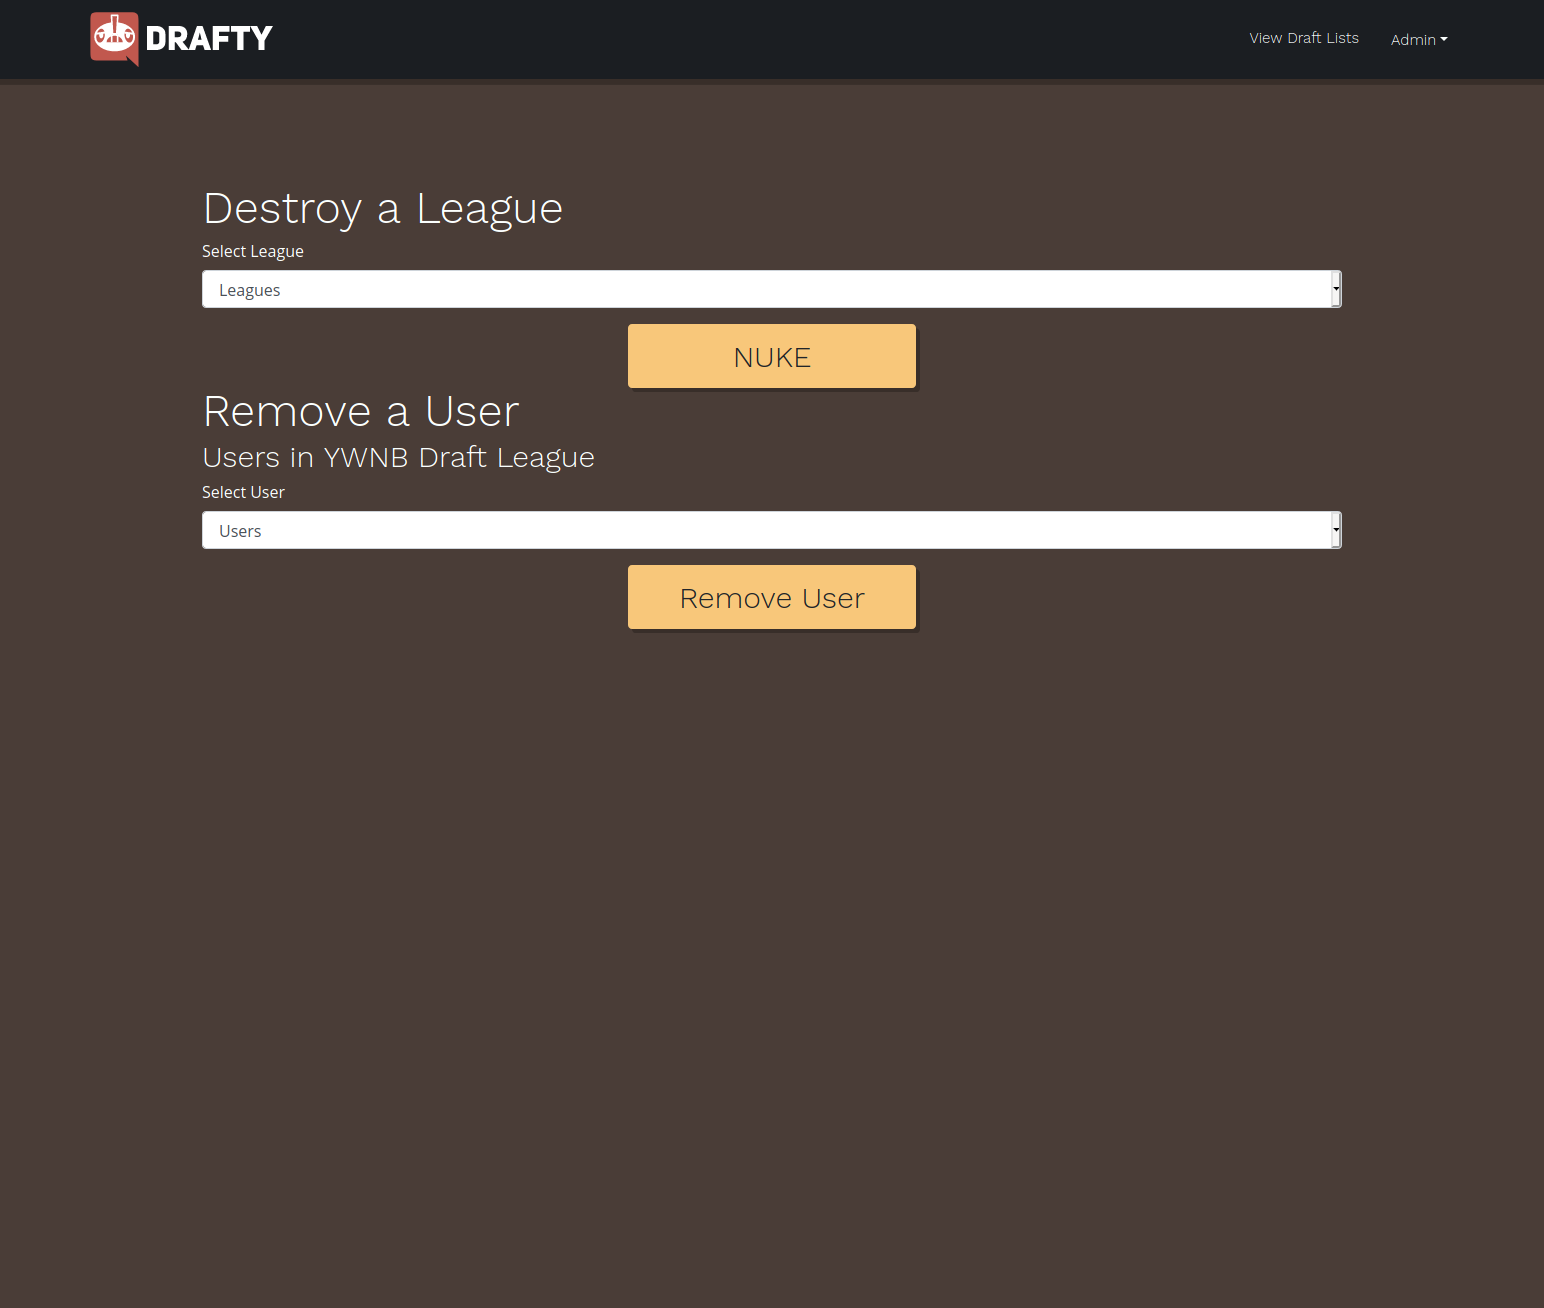 DRAFTY
View Draft Lists
Admin
Destroy a League
Select League
Leagues
NUKE
Remove a User
Users in YWNB Draft League
Select User
Users
Remove User